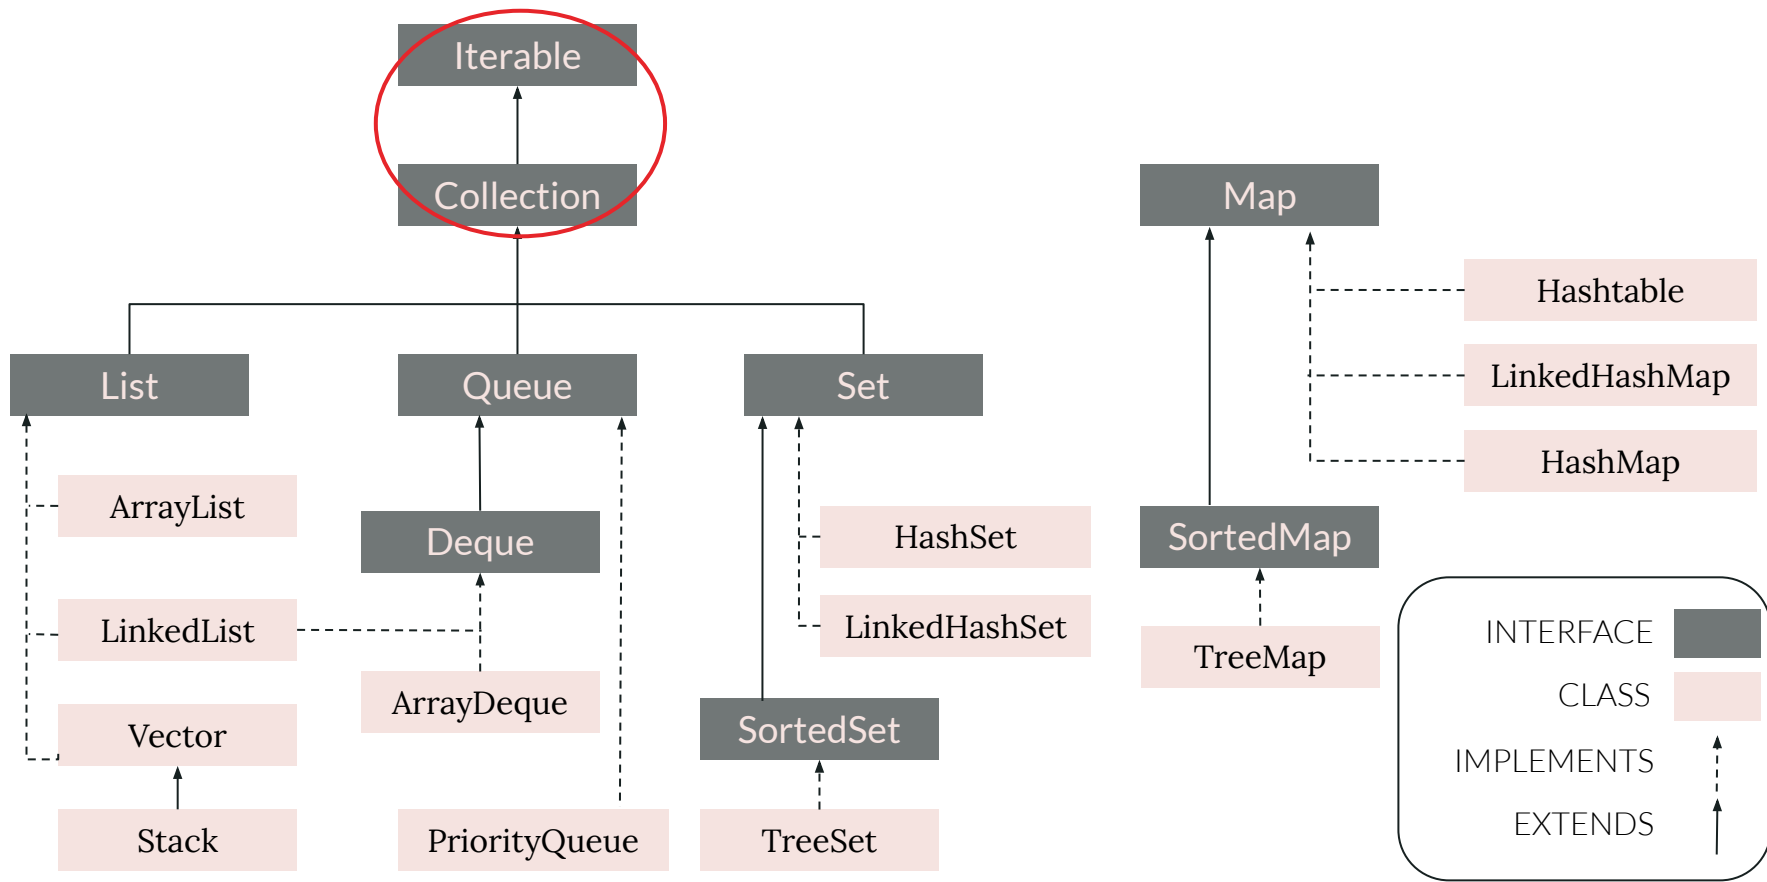 Iterable
Collection
Map
Hashtable
List
Queue
Set
LinkedHashMap
HashMap
ArrayList
Deque
HashSet
SortedMap
LinkedList
LinkedHashSet
TreeMap
INTERFACE
ArrayDeque
CLASS
Vector
SortedSet
IMPLEMENTS
Stack
PriorityQueue
TreeSet
EXTENDS